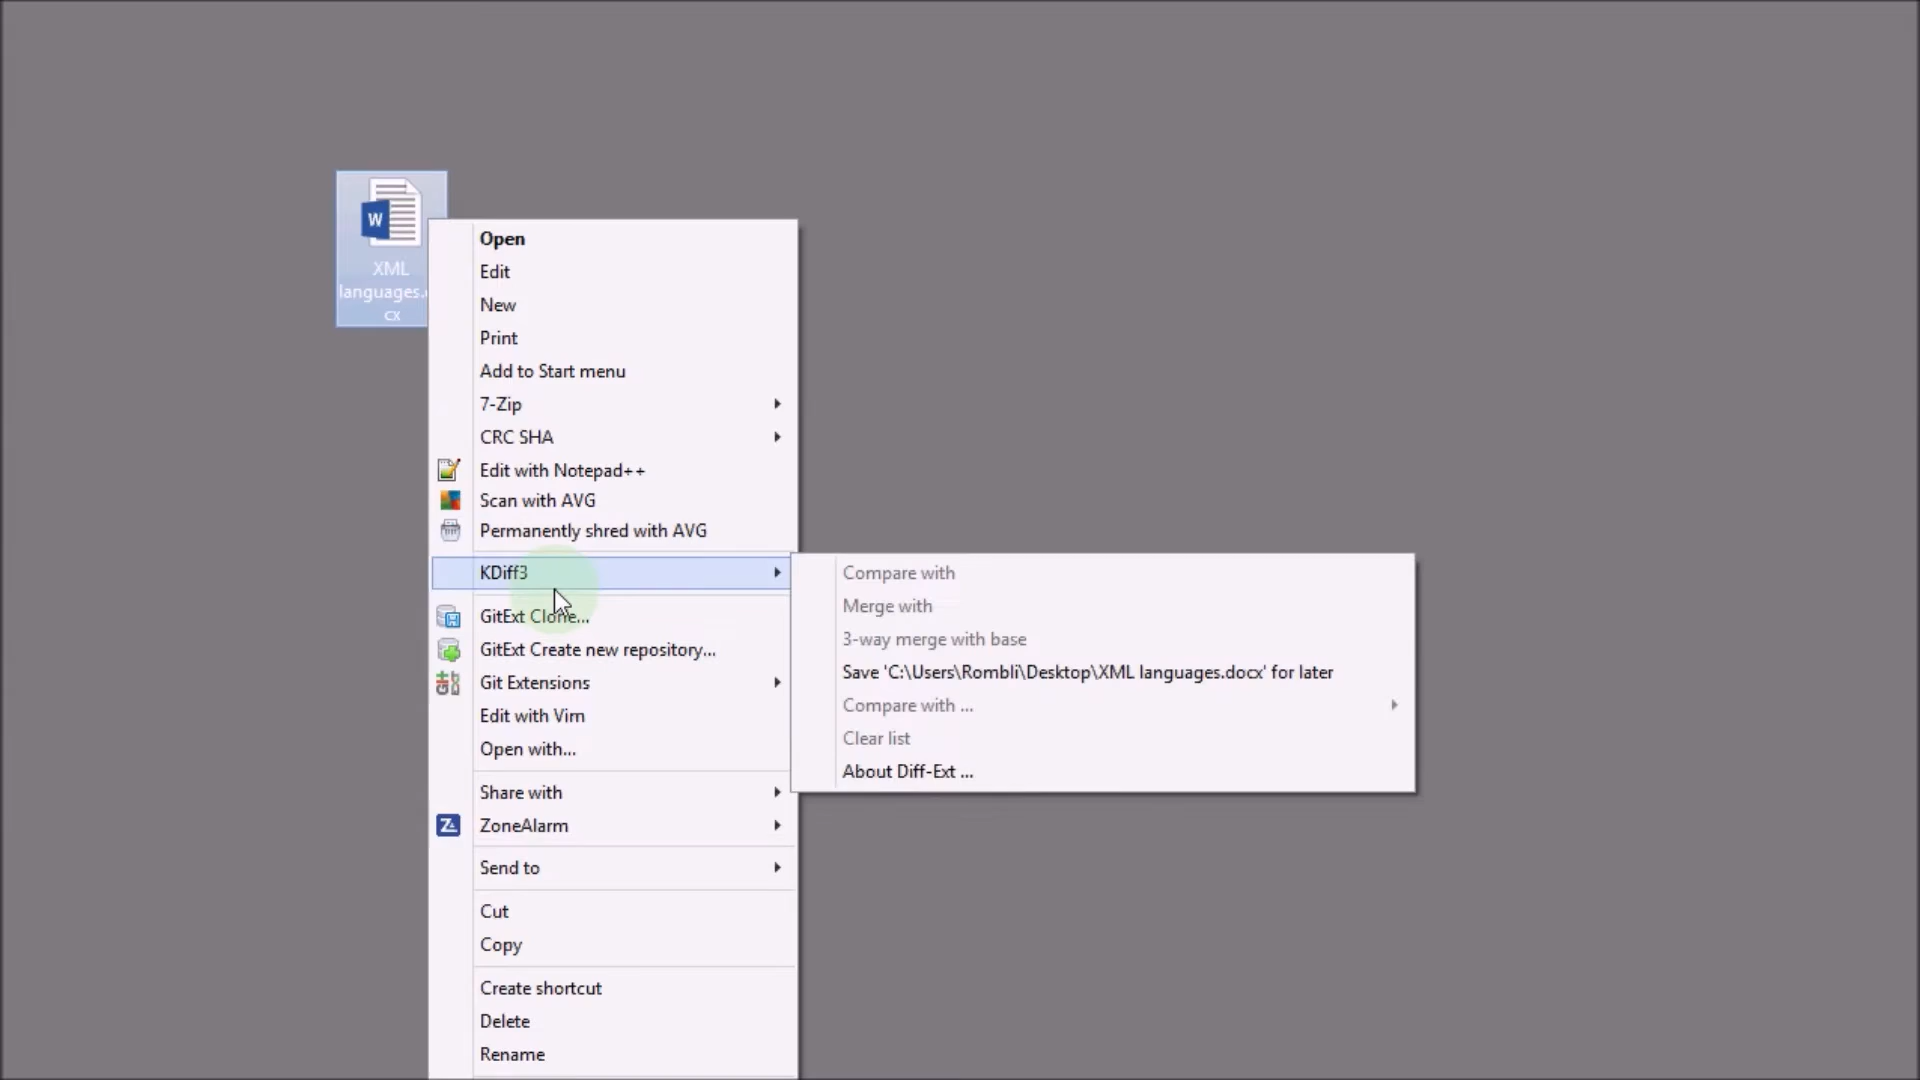 W
XML
languages.
cx
Open
Edit
New
Print
Add to Start menu
7-Zip
CRC SHA
Edit with Notepad++
Scan with AVG
Permanently shred with AVG
KDiff3
GitExt Clone...
GitExt Create new repository...
Git Extensions
Edit with Vim
Open with...
Share with
ZoneAlarm
Send to
Cut
Copy
Create shortcut
Delete
Rename
Compare with
Merge with
3-way merge with base
Save 'C:\Users\Rombli\Desktop\XML languages.docx' for later
Compare with ...
Clear list
About Diff-Ext ...